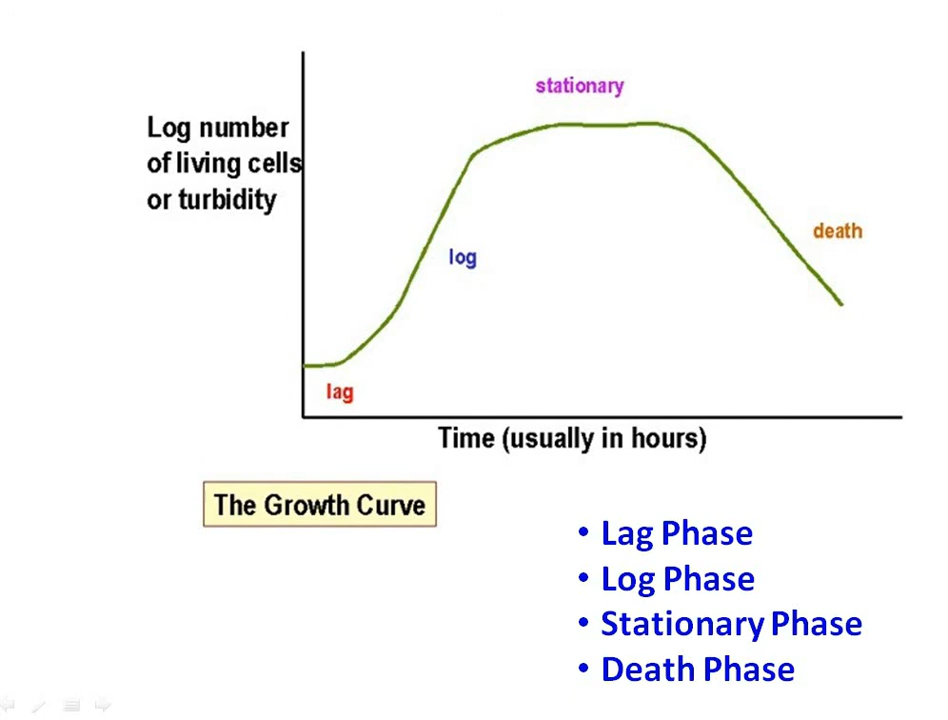 stationary
Log number
of living cells
or turbidity
death
log
lag
Time (usually in hours)
The Growth Curve
• Lag Phase
• Log Phase
• Stationary Phase
• Death Phase